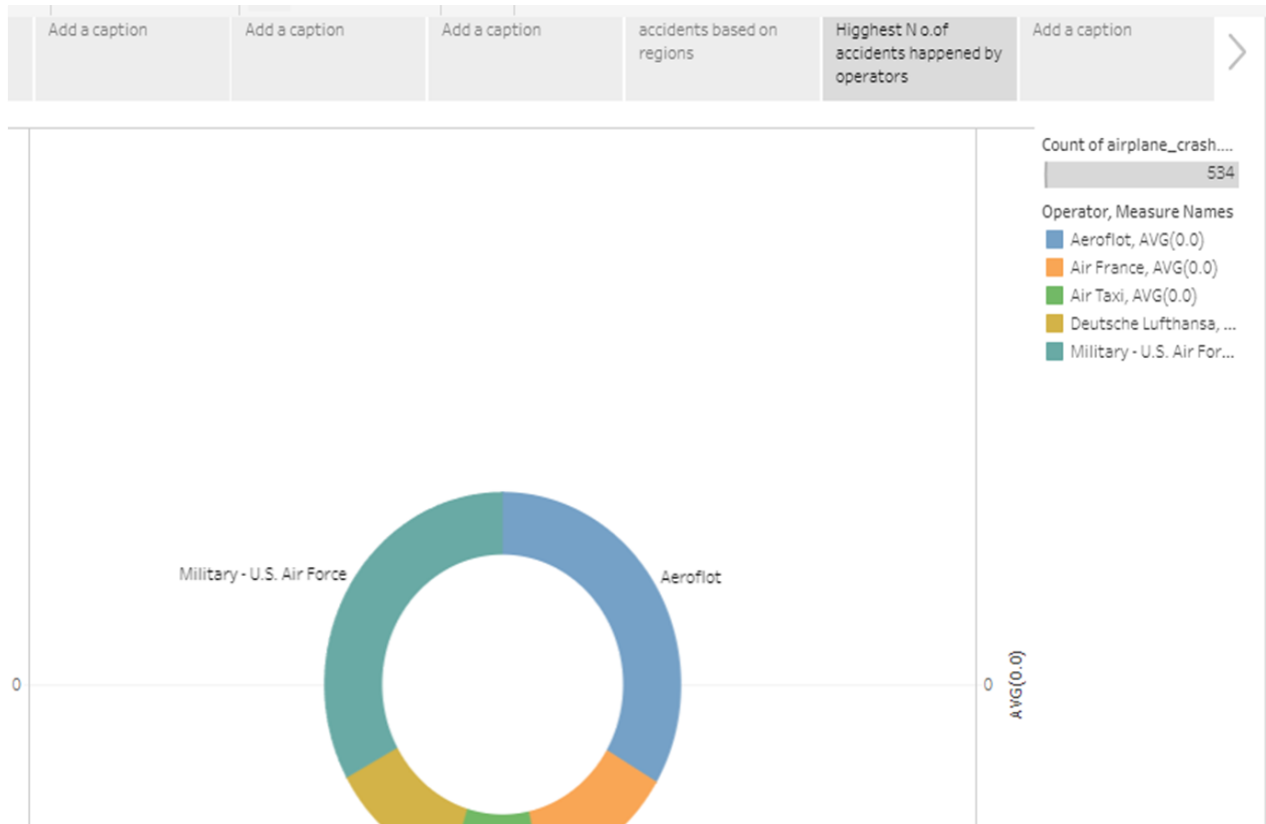 Add a caption
Add a caption
Add a caption
accidents based on
regions
Higghest N o.of
accidents happened by
operators
Add a caption
Count of airplane_crash....
534
Operator, Measure Names
Aeroflot, AVG(0.0)
Air France, AVG(0.0)
Air Taxi, AVG(0.0)
Deutsche Lufthansa, ...
Military - U.S. Air For...
Military - U.S. Air Force
Aeroflot
0
0
AVG(0.0)